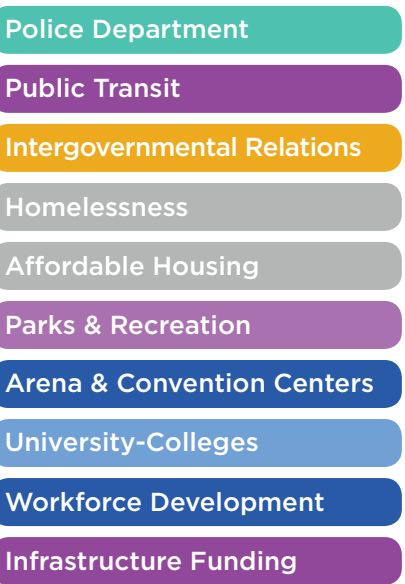 Police Department
Public Transit
Intergovernmental Relations
Homelessness
Affordable Housing
Parks & Recreation
Arena & Convention Centers
University-Colleges
Workforce Development
Infrastructure Funding